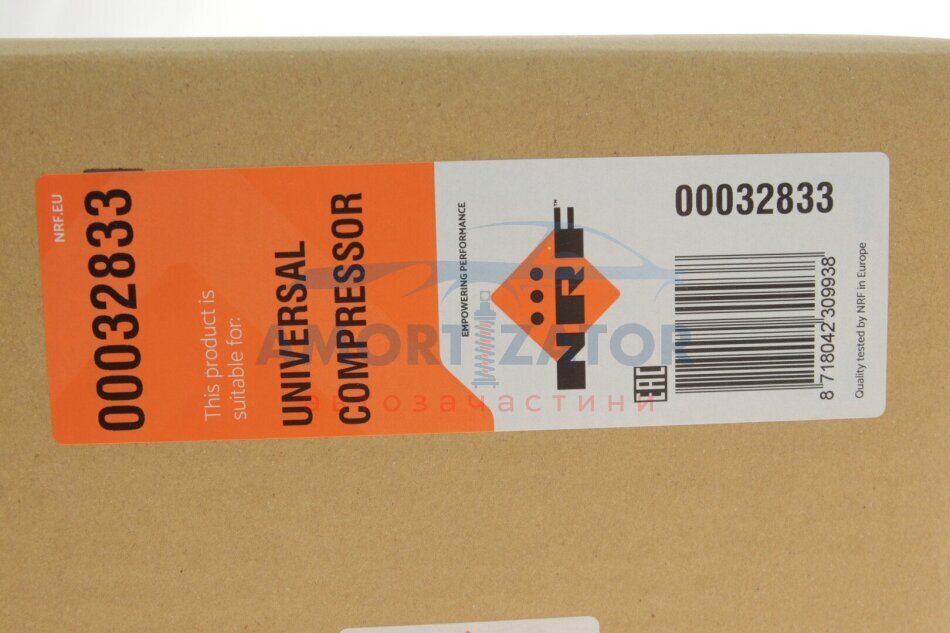 NRF.EU
00032833
This product is
suitable for:
UNIVERSAL
COMPRESSOR
EMPOWERING PERFORMANCE
NRF™
EAC
00032833
8 718042 309938
Quality tested by NRF in Europe
AMORTIZATOR
автозапчастини